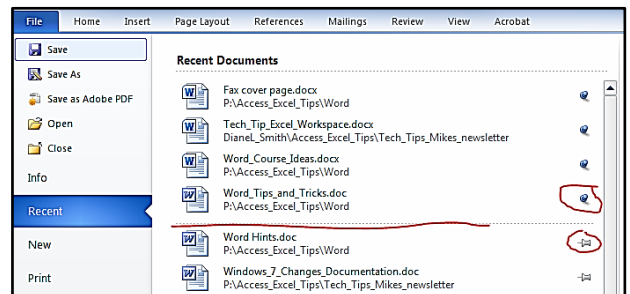 File Home Insert Page Layout References Mailings Review View Acrobat
Save
Save As
Save as Adobe PDF
Open
Close
Info
Recent
New
Print
Recent Documents
Fax cover page.docx
P:\Access_Excel_Tips\Word
Tech_Tip_Excel_Workspace.docx
DianeL_Smith\Access_Excel_Tips\Tech_Tips_Mikes_newsletter
Word_Course_Ideas.docx
P:\Access_Excel_Tips\Word
Word_Tips_and_Tricks.doc
P:\Access_Excel_Tips\Word
Word Hints.doc
P:\Access_Excel_Tips\Word
Windows_7_Changes_Documentation.doc
P:\Access_Excel_Tips\Tech_Tips_Mikes_newsletter